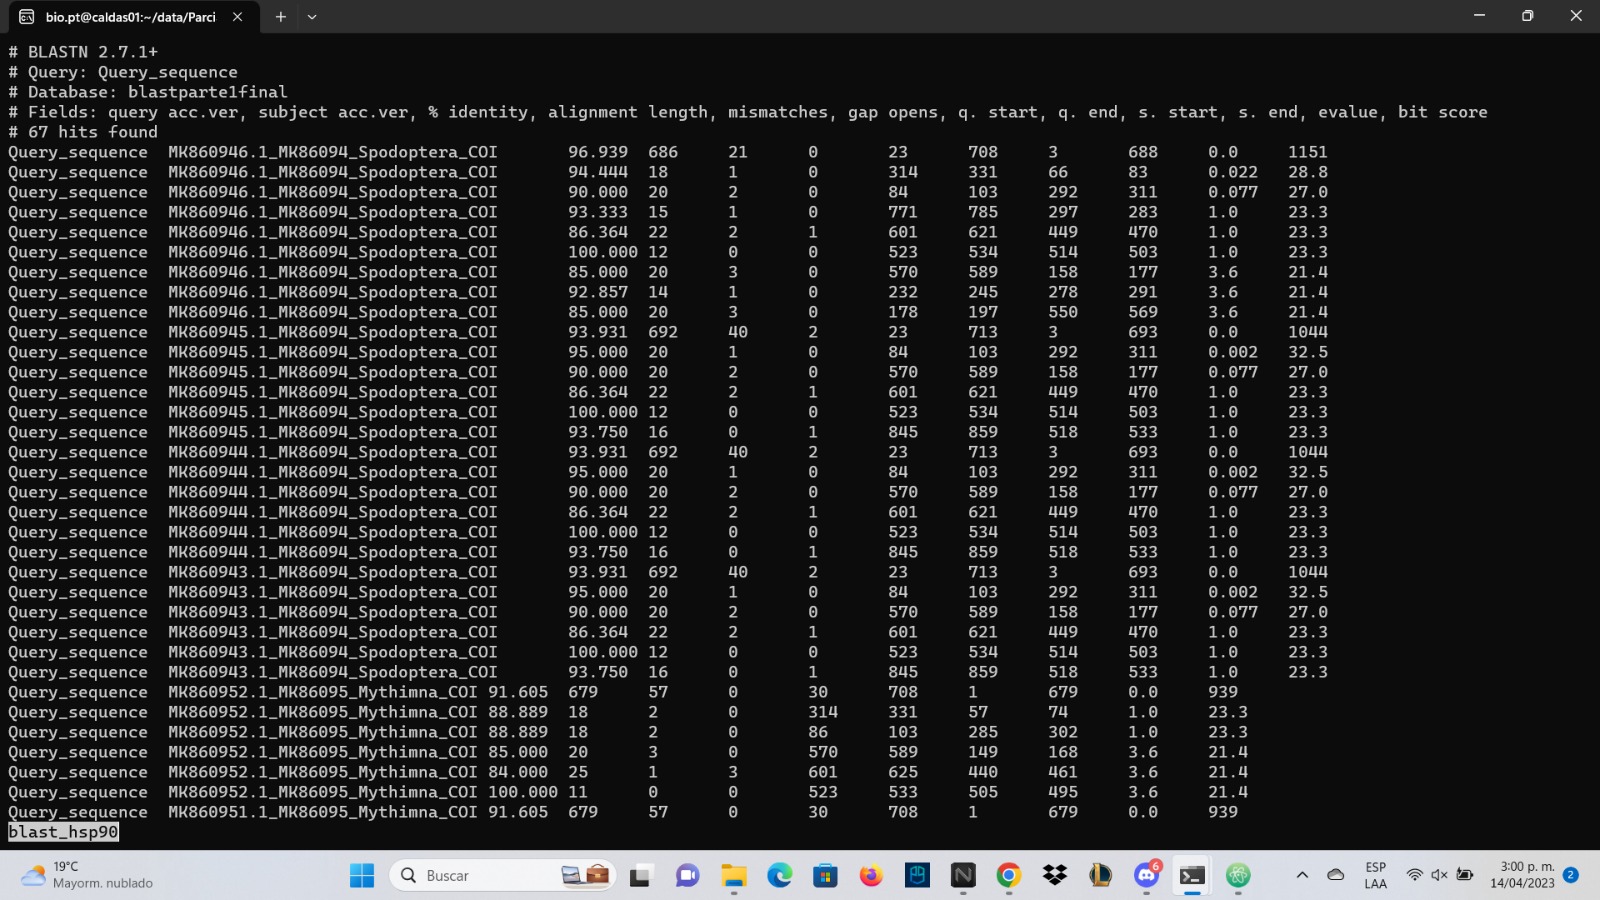 bio.pt@caldas01:~/data/Parci
# BLASTN 2.7.1+
# Query: Query_sequence
# Database: blastparte1final
# Fields: query acc.ver, subject acc.ver, % identity, alignment length, mismatches, gap opens, q. start, q. end, s. start, s. end, evalue, bit score
# 67 hits found
Query_sequence MK860946.1_MK86094_Spodoptera_COI 96.939 686 21 0 23 708 3 688 0.0 1151
Query_sequence MK860946.1_MK86094_Spodoptera_COI 94.444 18 1 0 314 331 66 83 0.022 28.8
Query_sequence MK860946.1_MK86094_Spodoptera_COI 90.000 20 2 0 84 103 292 311 0.077 27.0
Query_sequence MK860946.1_MK86094_Spodoptera_COI 93.333 15 1 0 771 785 297 283 1.0 23.3
Query_sequence MK860946.1_MK86094_Spodoptera_COI 86.364 22 2 1 601 621 449 470 1.0 23.3
Query_sequence MK860946.1_MK86094_Spodoptera_COI 100.000 12 0 0 523 534 514 503 1.0 23.3
Query_sequence MK860946.1_MK86094_Spodoptera_COI 85.000 20 3 0 570 589 158 177 3.6 21.4
Query_sequence MK860946.1_MK86094_Spodoptera_COI 92.857 14 1 0 232 245 278 291 3.6 21.4
Query_sequence MK860946.1_MK86094_Spodoptera_COI 85.000 20 3 0 178 197 550 569 3.6 21.4
Query_sequence MK860945.1_MK86094_Spodoptera_COI 93.931 692 40 2 23 713 3 693 0.0 1044
Query_sequence MK860945.1_MK86094_Spodoptera_COI 95.000 20 1 0 84 103 292 311 0.002 32.5
Query_sequence MK860945.1_MK86094_Spodoptera_COI 90.000 20 2 0 570 589 158 177 0.077 27.0
Query_sequence MK860945.1_MK86094_Spodoptera_COI 86.364 22 2 1 601 621 449 470 1.0 23.3
Query_sequence MK860945.1_MK86094_Spodoptera_COI 100.000 12 0 0 523 534 514 503 1.0 23.3
Query_sequence MK860945.1_MK86094_Spodoptera_COI 93.750 16 0 1 845 859 518 533 1.0 23.3
Query_sequence MK860944.1_MK86094_Spodoptera_COI 93.931 692 40 2 23 713 3 693 0.0 1044
Query_sequence MK860944.1_MK86094_Spodoptera_COI 95.000 20 1 0 84 103 292 311 0.002 32.5
Query_sequence MK860944.1_MK86094_Spodoptera_COI 90.000 20 2 0 570 589 158 177 0.077 27.0
Query_sequence MK860944.1_MK86094_Spodoptera_COI 86.364 22 2 1 601 621 449 470 1.0 23.3
Query_sequence MK860944.1_MK86094_Spodoptera_COI 100.000 12 0 0 523 534 514 503 1.0 23.3
Query_sequence MK860944.1_MK86094_Spodoptera_COI 93.750 16 0 1 845 859 518 533 1.0 23.3
Query_sequence MK860943.1_MK86094_Spodoptera_COI 93.931 692 40 2 23 713 3 693 0.0 1044
Query_sequence MK860943.1_MK86094_Spodoptera_COI 95.000 20 1 0 84 103 292 311 0.002 32.5
Query_sequence MK860943.1_MK86094_Spodoptera_COI 90.000 20 2 0 570 589 158 177 0.077 27.0
Query_sequence MK860943.1_MK86094_Spodoptera_COI 86.364 22 2 1 601 621 449 470 1.0 23.3
Query_sequence MK860943.1_MK86094_Spodoptera_COI 100.000 12 0 0 523 534 514 503 1.0 23.3
Query_sequence MK860943.1_MK86094_Spodoptera_COI 93.750 16 0 1 845 859 518 533 1.0 23.3
Query_sequence MK860952.1_MK86095_Mythimna_COI 91.605 679 57 0 30 708 1 679 0.0 939
Query_sequence MK860952.1_MK86095_Mythimna_COI 88.889 18 2 0 314 331 57 74 1.0 23.3
Query_sequence MK860952.1_MK86095_Mythimna_COI 88.889 18 2 0 86 103 285 302 1.0 23.3
Query_sequence MK860952.1_MK86095_Mythimna_COI 85.000 20 3 0 570 589 149 168 3.6 21.4
Query_sequence MK860952.1_MK86095_Mythimna_COI 84.000 25 1 3 601 625 440 461 3.6 21.4
Query_sequence MK860952.1_MK86095_Mythimna_COI 100.000 11 0 0 523 533 505 495 3.6 21.4
Query_sequence MK860951.1_MK86095_Mythimna_COI 91.605 679 57 0 30 708 1 679 0.0 939
blast_hsp90
19°C
Mayorm. nublado
Buscar
6
ESP
LAA
3:00 p. m.
14/04/2023
2